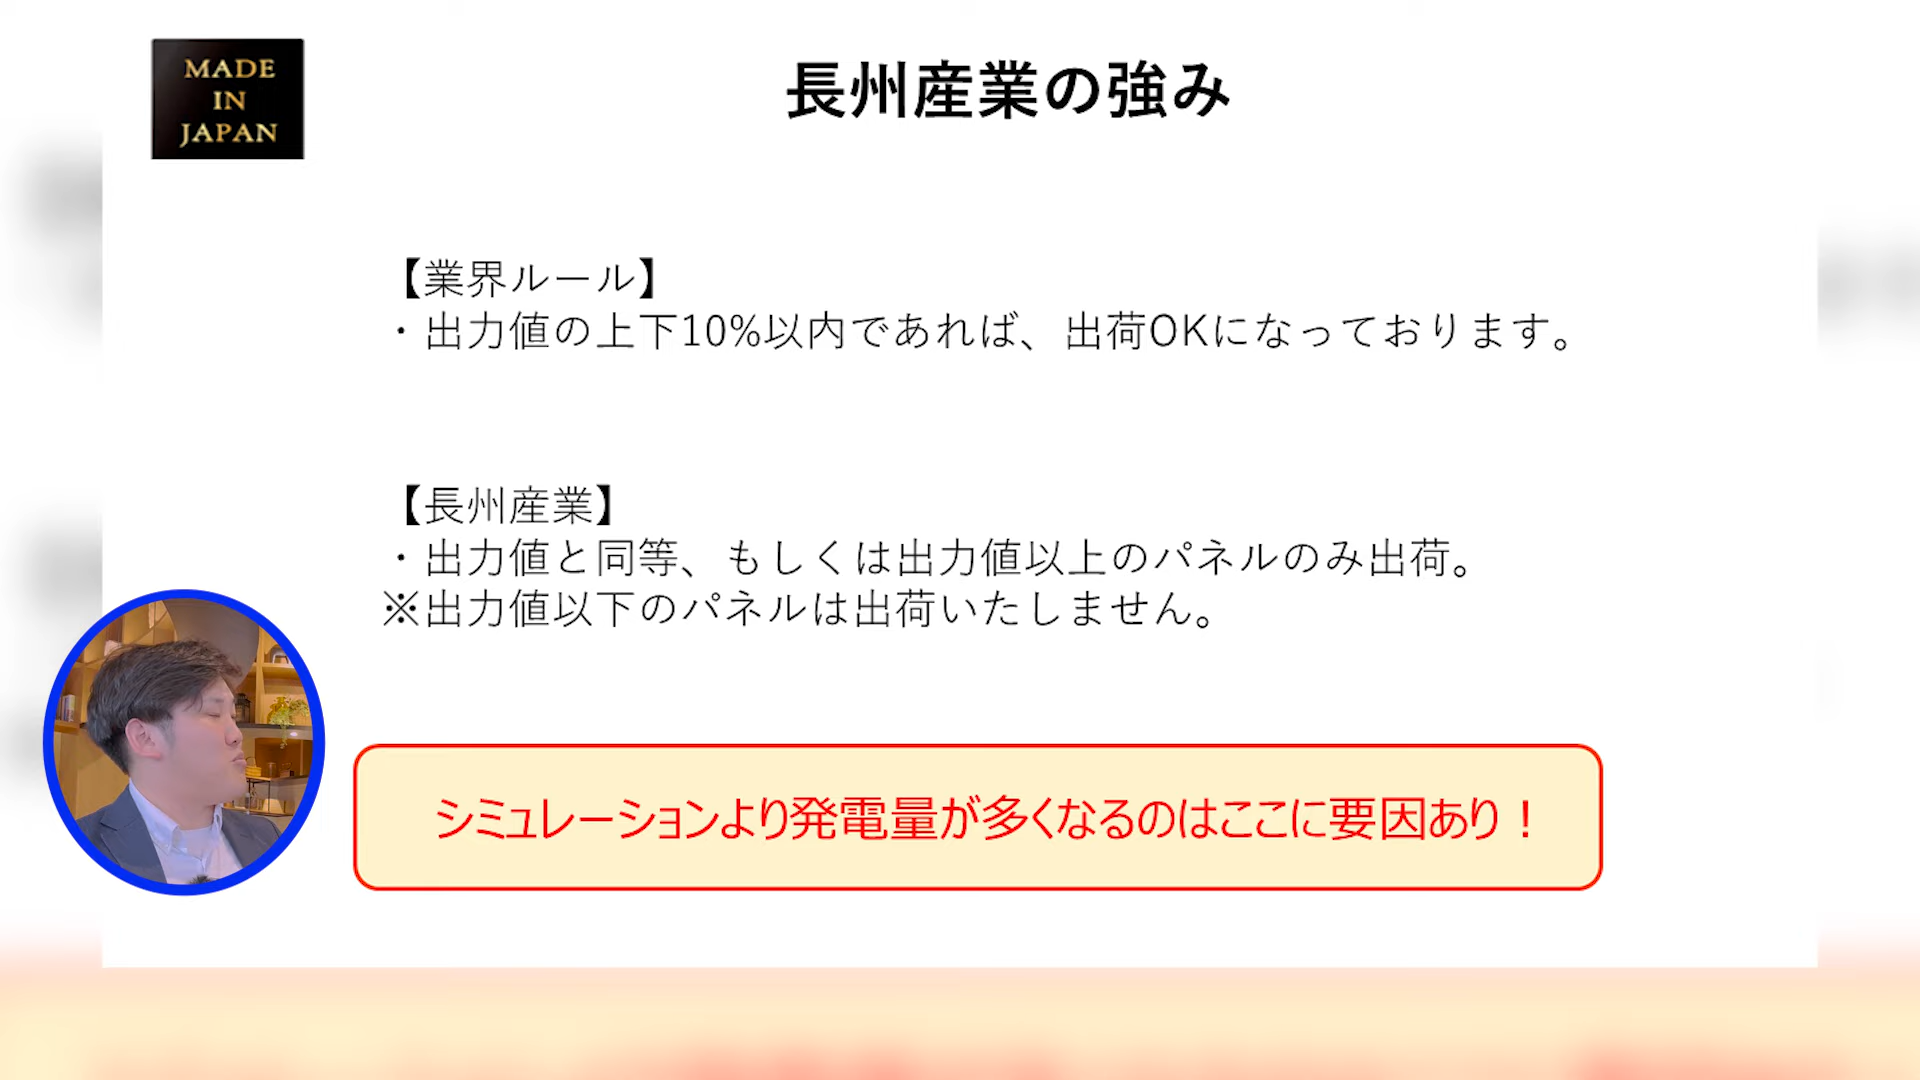 MADE
IN
JAPAN
長州産業の強み
【業界ルール】
・出力値の上下10%以内であれば、出荷OKになっております。
【長州産業】
・出力値と同等、もしくは出力値以上のパネルのみ出荷。
※出力値以下のパネルは出荷いたしません。
シミュレーションより発電量が多くなるのはここに要因あり！